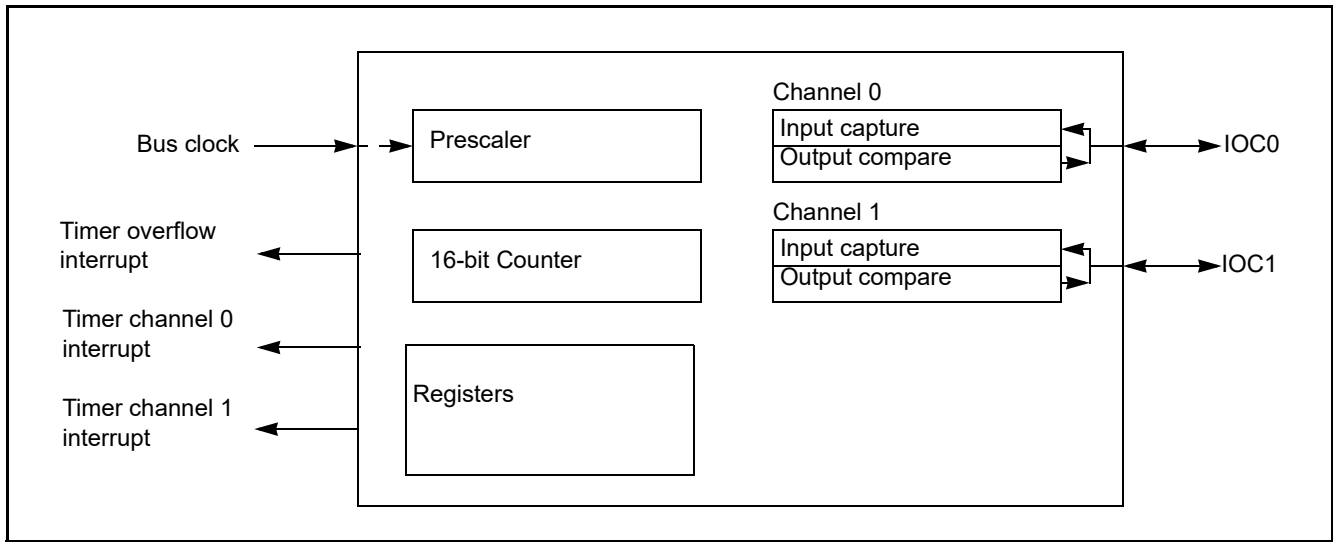 Bus clock
Timer overflow
interrupt
Timer channel 0
interrupt
Timer channel 1
interrupt
Prescaler
16-bit Counter
Registers
Channel 0
Input capture
Output compare
Channel 1
Input capture
Output compare
IOC0
IOC1